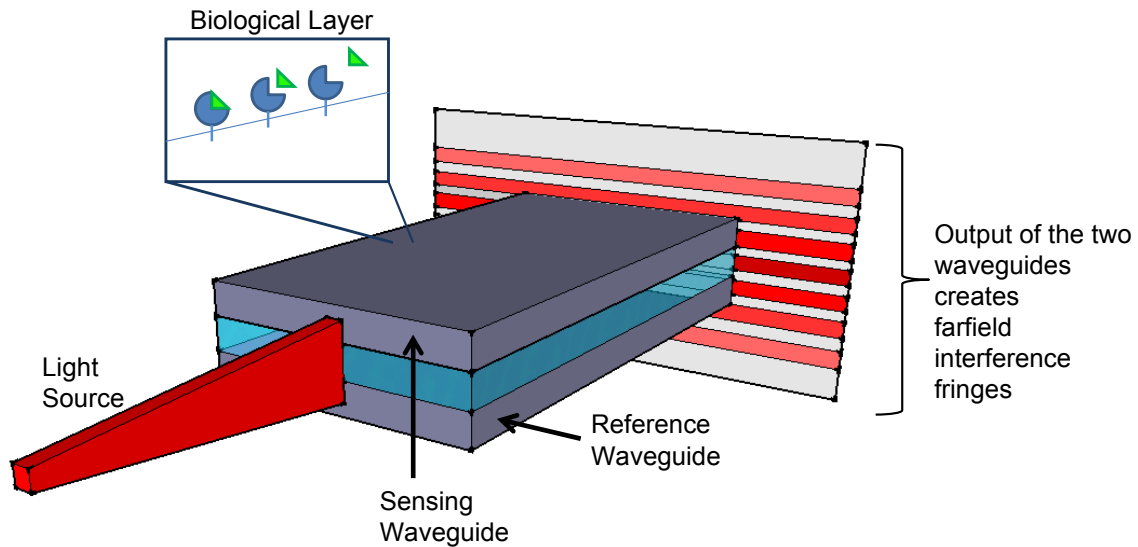 Biological Layer
Light
Source
Sensing
Waveguide
Reference
Waveguide
Output of the two
waveguides
creates
farfield
interference
fringes